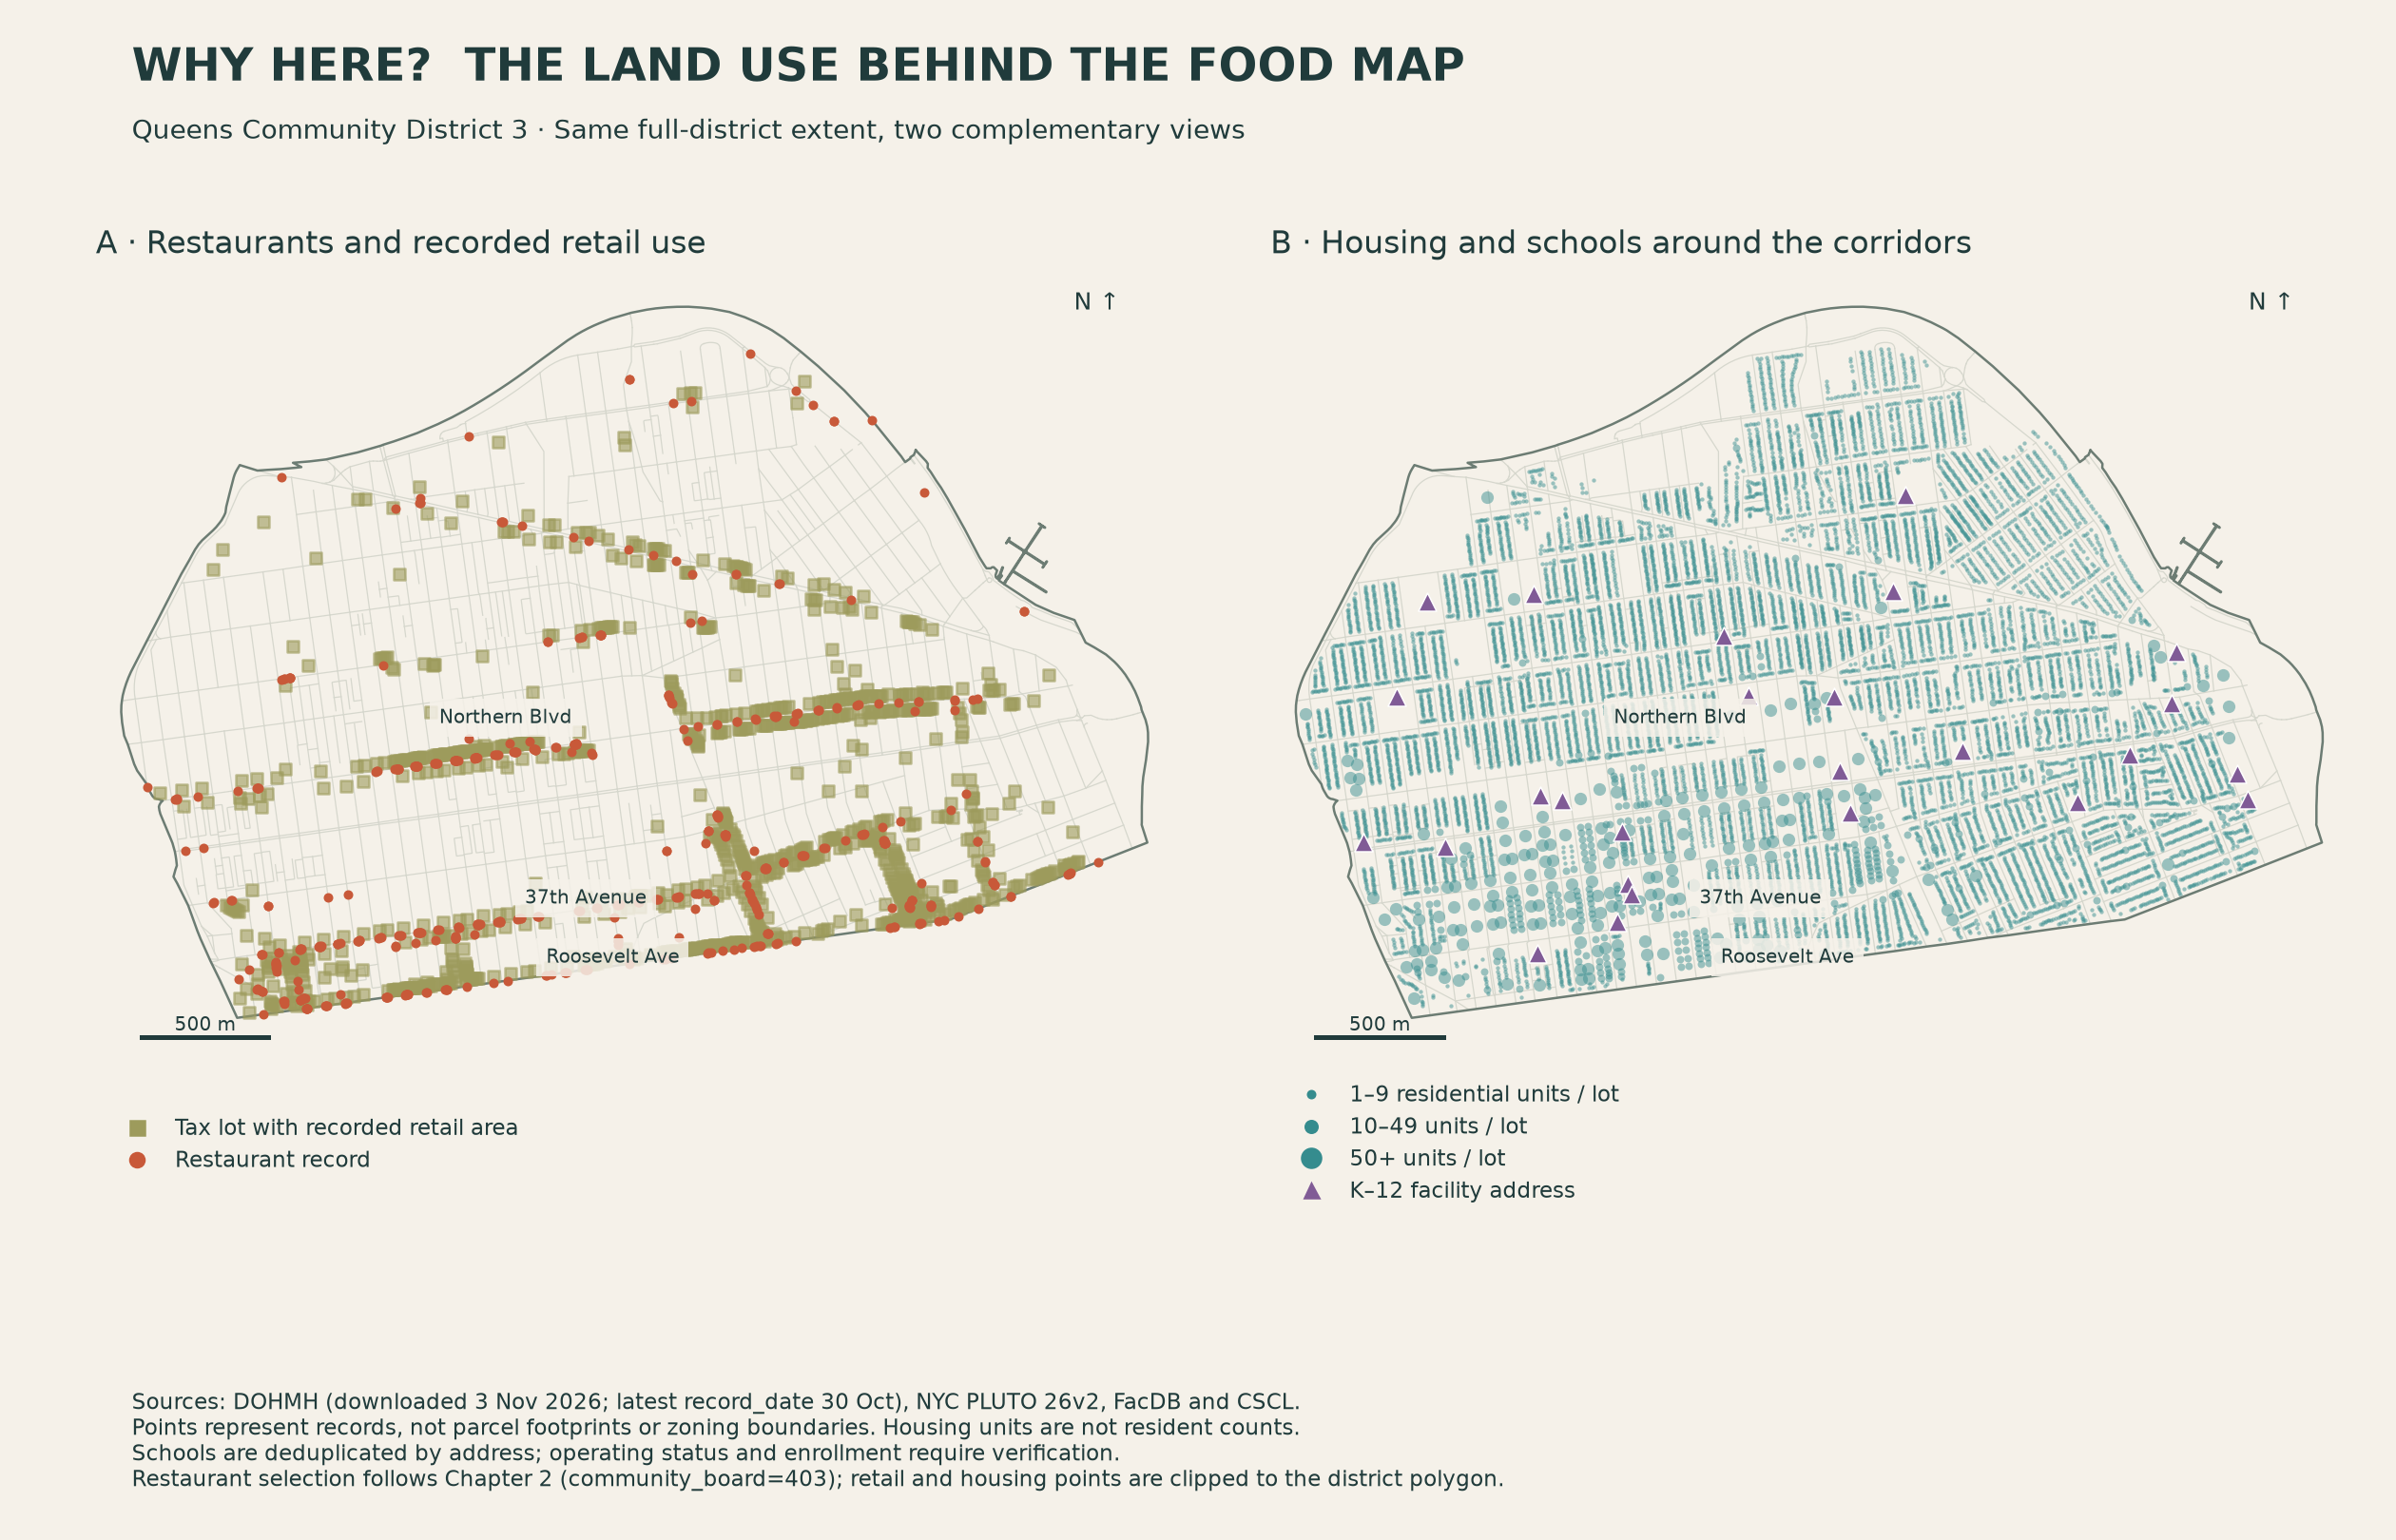 WHY HERE?  THE LAND USE BEHIND THE FOOD MAP
Queens Community District 3 · Same full-district extent, two complementary views
A · Restaurants and recorded retail use
N ↑
Northern Blvd
37th Avenue
Roosevelt Ave
500 m
Tax lot with recorded retail area
Restaurant record
B · Housing and schools around the corridors
N ↑
Northern Blvd
37th Avenue
Roosevelt Ave
500 m
1–9 residential units / lot
10–49 units / lot
50+ units / lot
K–12 facility address
Sources: DOHMH (downloaded 3 Nov 2026; latest record_date 30 Oct), NYC PLUTO 26v2, FacDB and CSCL.
Points represent records, not parcel footprints or zoning boundaries. Housing units are not resident counts.
Schools are deduplicated by address; operating status and enrollment require verification.
Restaurant selection follows Chapter 2 (community_board=403); retail and housing points are clipped to the district polygon.